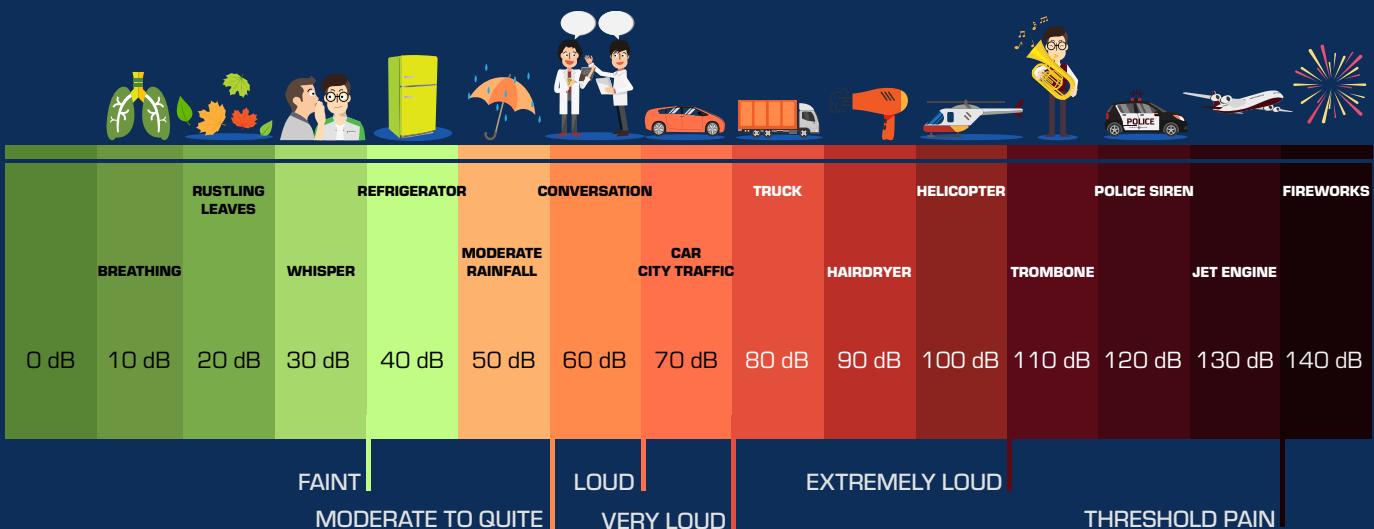 POLICE
RUSTLING
LEAVES
REFRIGERATOR
CONVERSATION
TRUCK
HELICOPTER
POLICE SIREN
FIREWORKS
BREATHING
WHISPER
MODERATE
RAINFALL
CAR
CITY TRAFFIC
HAIRDRYER
TROMBONE
JET ENGINE
0 dB 10 dB 20 dB 30 dB 40 dB 50 dB 60 dB 70 dB 80 dB 90 dB 100 dB 110 dB 120 dB 130 dB 140 dB
FAINT
LOUD
EXTREMELY LOUD
MODERATE TO QUITE
VERY LOUD
THRESHOLD PAIN